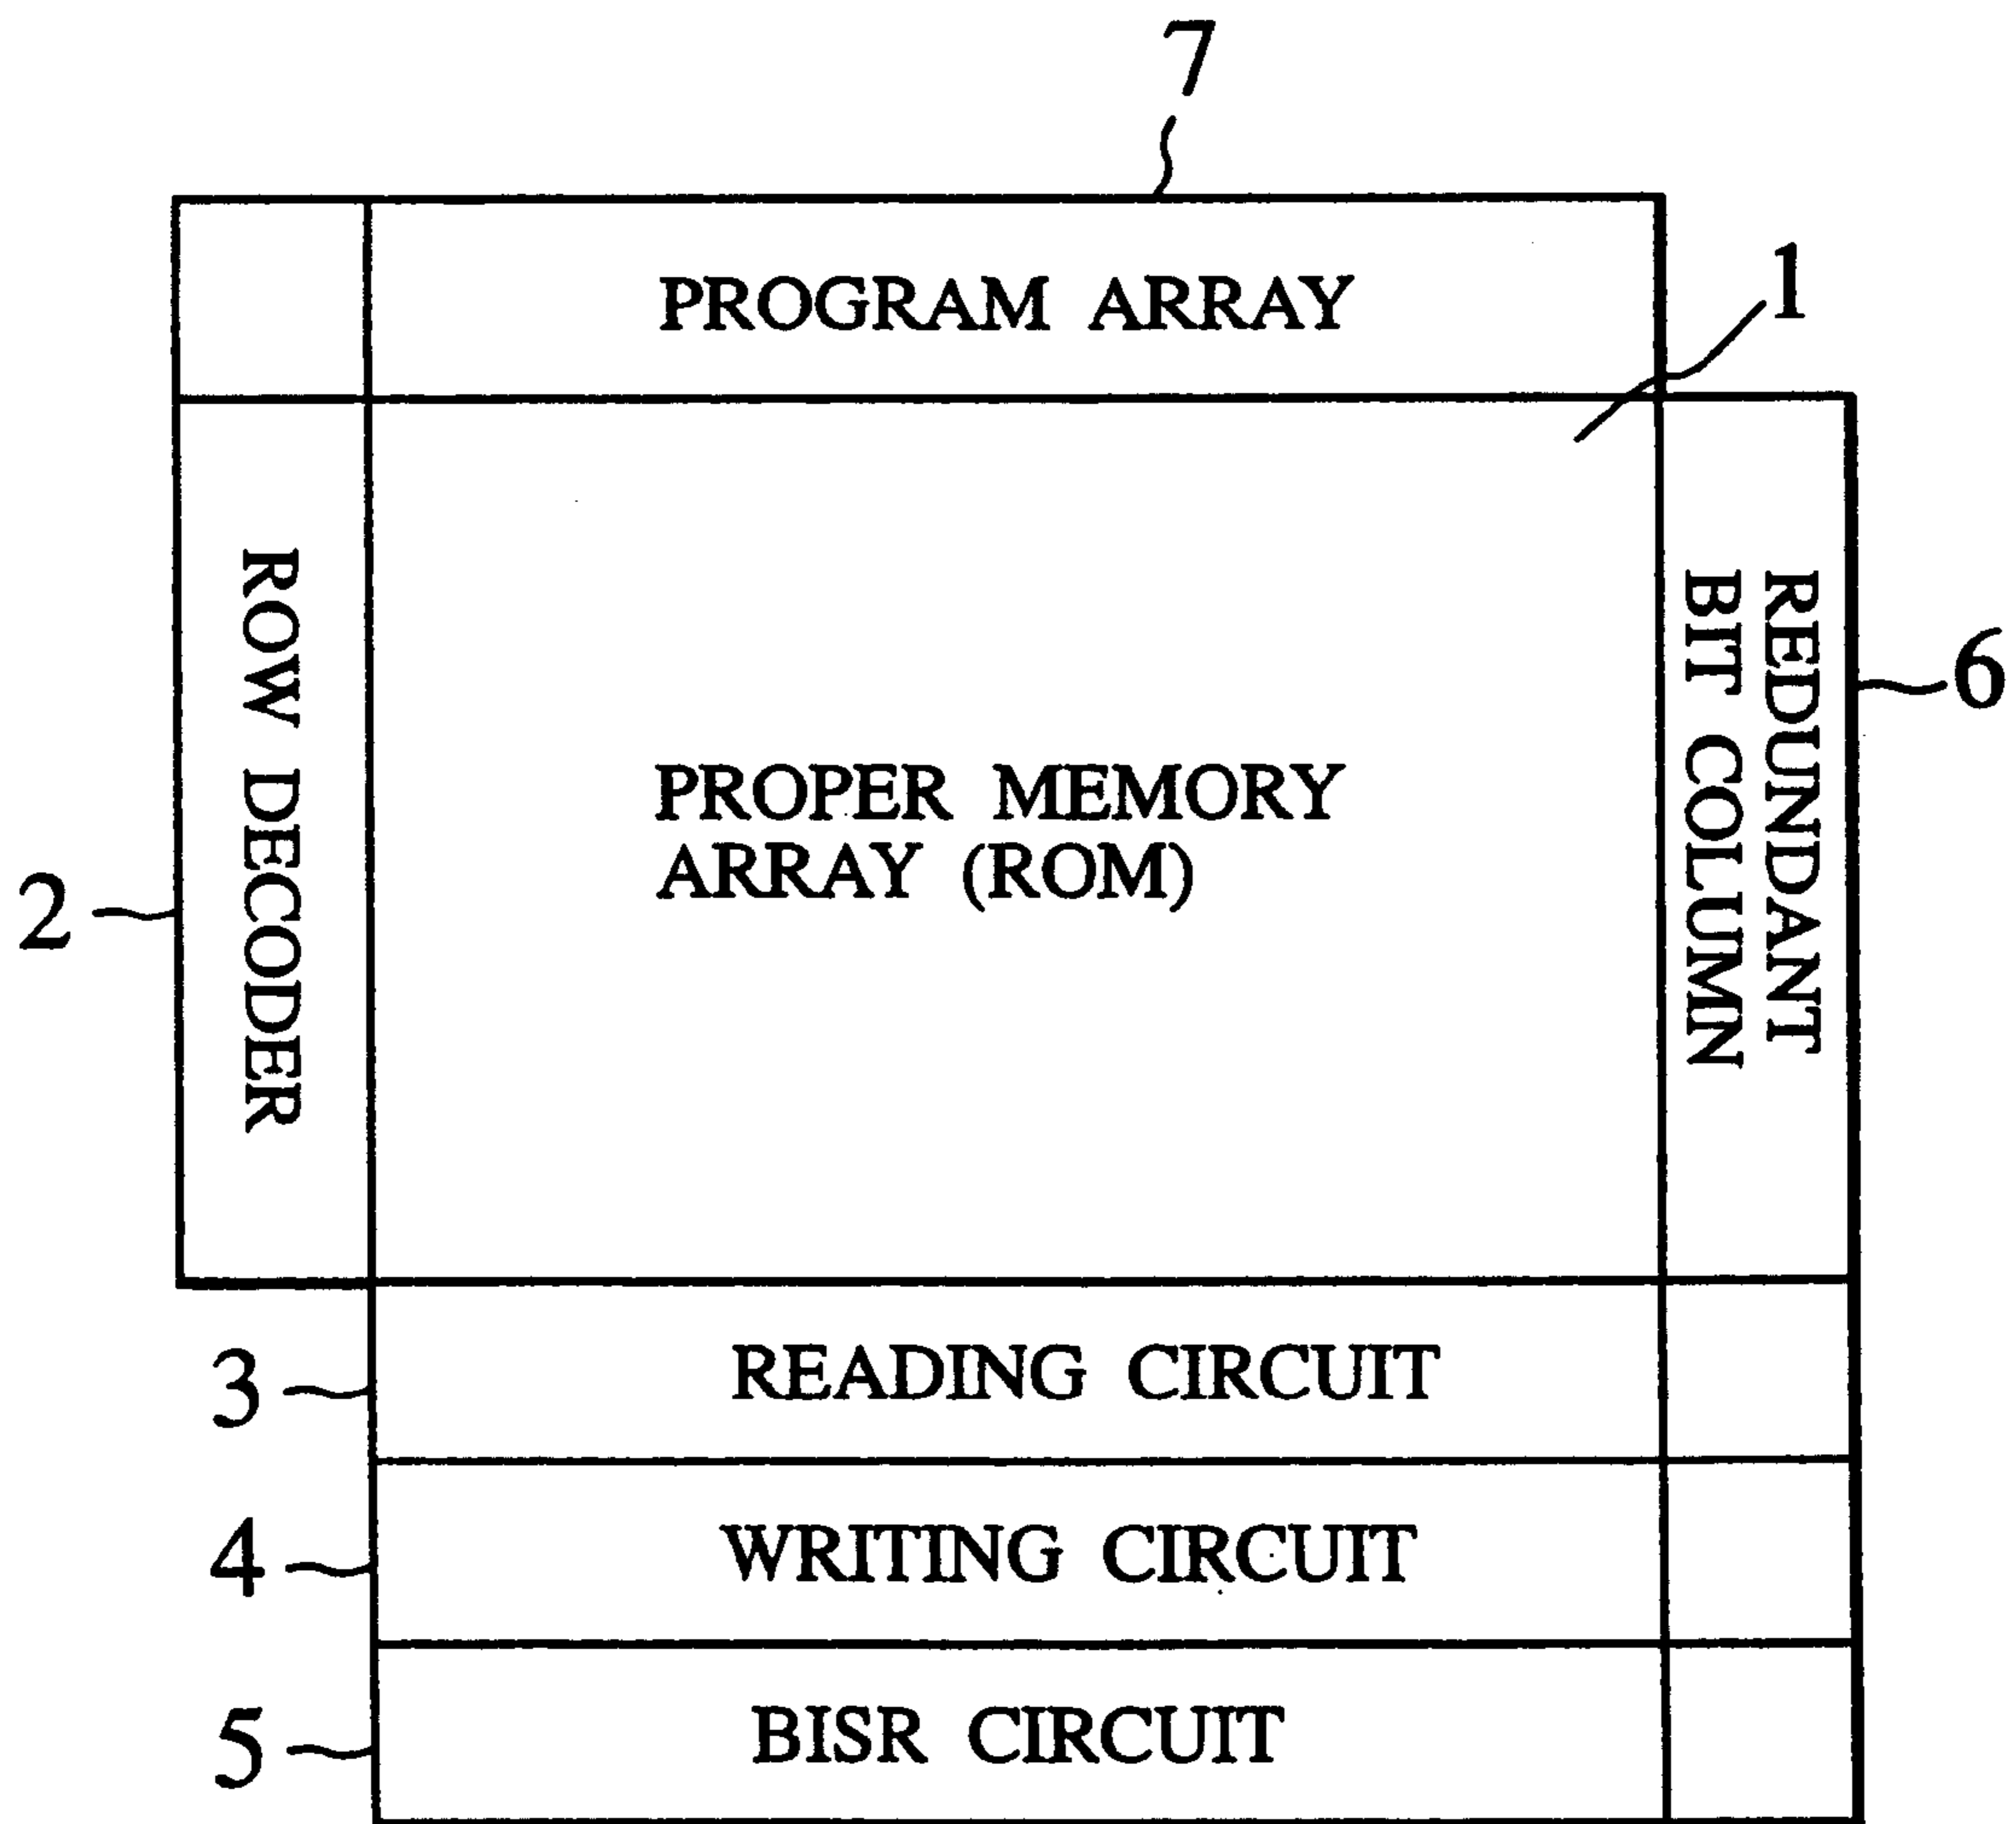 7
PROGRAM ARRAY
1
ROW DECODER
2
PROPER MEMORY
ARRAY (ROM)
REDUNDANT
BIT COLUMN
6
3
READING CIRCUIT
4
WRITING CIRCUIT
5
BISR CIRCUIT